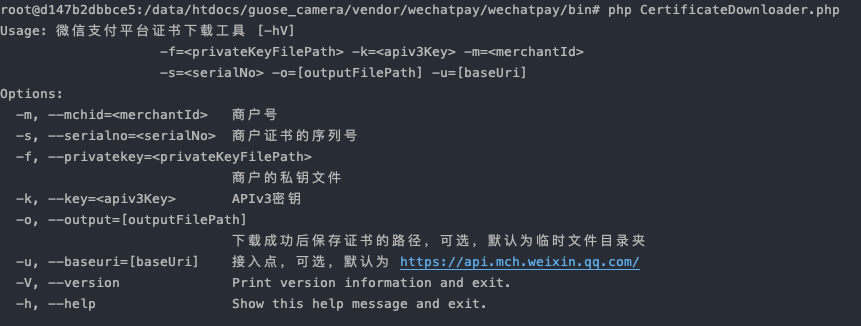 root@d147b2dbbce5:/data/htdocs/guose_camera/vendor/wechatpay/wechatpay/bin# php CertificateDownloader.php
Usage: 微信支付平台证书下载工具 [-hV]
                    -f=<privateKeyFilePath> -k=<apiv3Key> -m=<merchantId>
                    -s=<serialNo> -o=[outputFilePath] -u=[baseUri]
Options:
  -m, --mchid=<merchantId>   商户号
  -s, --serialno=<serialNo>  商户证书的序列号
  -f, --privatekey=<privateKeyFilePath>
                             商户的私钥文件
  -k, --key=<apiv3Key>       APIv3密钥
  -o, --output=[outputFilePath]
                             下载成功后保存证书的路径，可选，默认为临时文件目录夹
  -u, --baseuri=[baseUri]    接入点，可选，默认为 https://api.mch.weixin.qq.com/
  -V, --version              Print version information and exit.
  -h, --help                 Show this help message and exit.